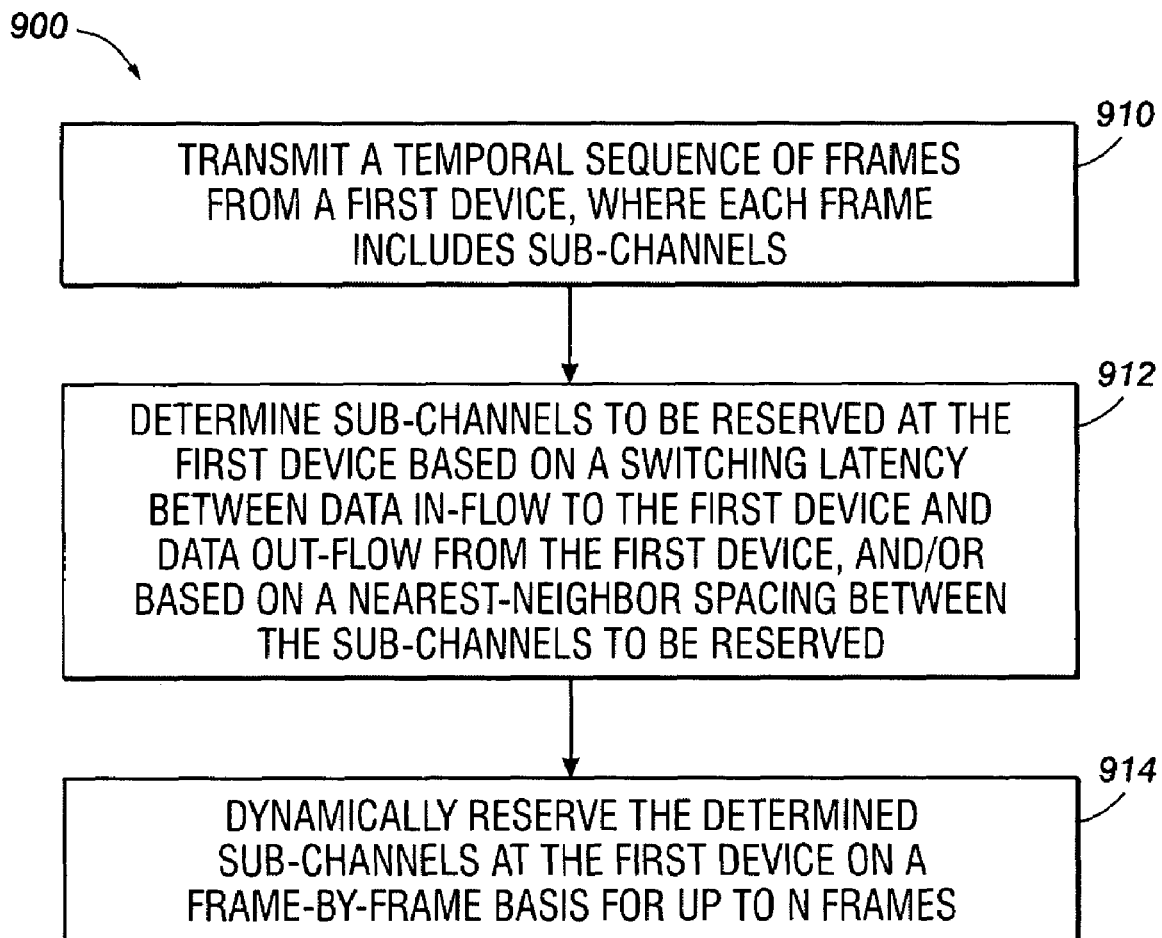 900
910
TRANSMIT A TEMPORAL SEQUENCE OF FRAMES
FROM A FIRST DEVICE, WHERE EACH FRAME
INCLUDES SUB-CHANNELS
912
DETERMINE SUB-CHANNELS TO BE RESERVED AT THE
FIRST DEVICE BASED ON A SWITCHING LATENCY
BETWEEN DATA IN-FLOW TO THE FIRST DEVICE AND
DATA OUT-FLOW FROM THE FIRST DEVICE, AND/OR
BASED ON A NEAREST-NEIGHBOR SPACING BETWEEN
THE SUB-CHANNELS TO BE RESERVED
914
DYNAMICALLY RESERVE THE DETERMINED
SUB-CHANNELS AT THE FIRST DEVICE ON A
FRAME-BY-FRAME BASIS FOR UP TO N FRAMES